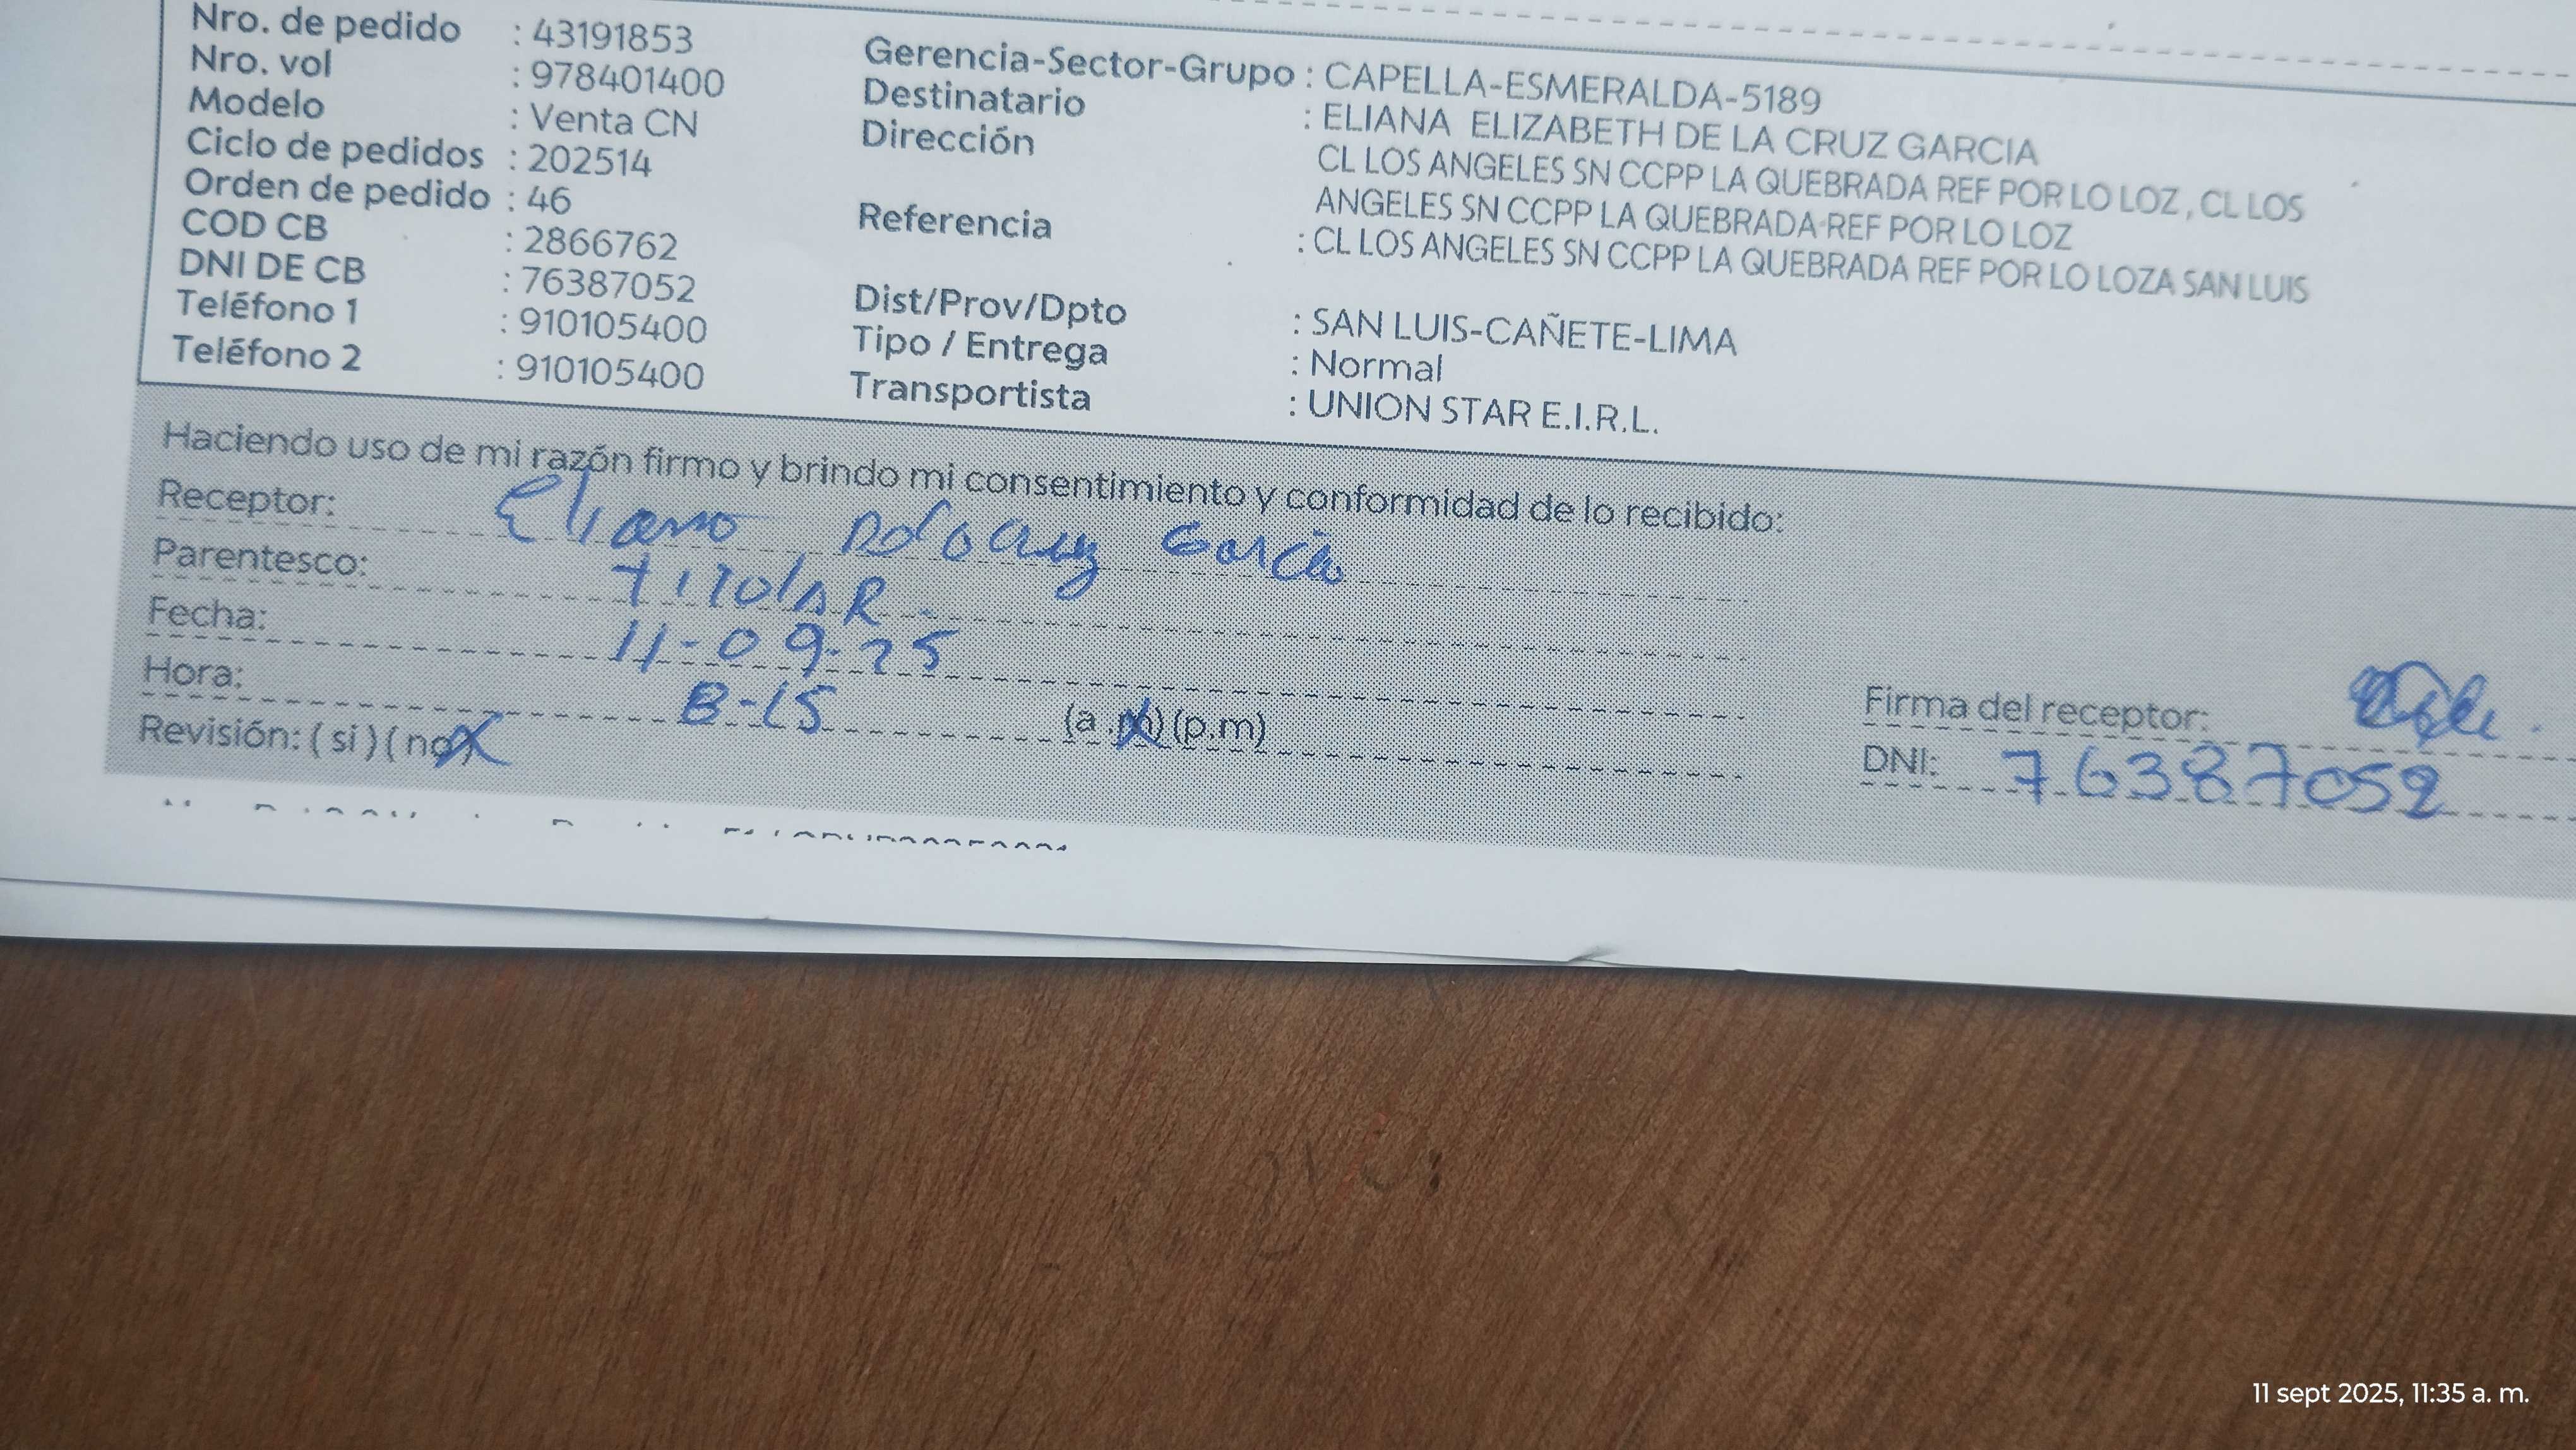 Nro. de pedido : 43191853
Nro. vol : 978401400
Modelo : Venta CN
Ciclo de pedidos : 202514
Orden de pedido : 46
COD CB : 2866762
DNI DE CB : 76387052
Teléfono 1 : 910105400
Teléfono 2 : 910105400
Gerencia-Sector-Grupo : CAPELLA-ESMERALDA-5189
Destinatario : ELIANA ELIZABETH DE LA CRUZ GARCIA
Dirección CL LOS ANGELES SN CCPP LA QUEBRADA REF POR LO LOZ , CL LOS
ANGELES SN CCPP LA QUEBRADA REF POR LO LOZ
Referencia : CL LOS ANGELES SN CCPP LA QUEBRADA REF POR LO LOZA SAN LUIS
Dist/Prov/Dpto : SAN LUIS-CAÑETE-LIMA
Tipo / Entrega : Normal
Transportista : UNION STAR E.I.R.L.
Haciendo uso de mi razón firmo y brindo mi consentimiento y conformidad de lo recibido:
Receptor: Eliana De la Cruz Garcia
Parentesco: TITOLAR
Fecha: 11-09-25
Hora: 8-15 (a.m) (p.m)
Revisión: ( si ) ( no )
Firma del receptor:
DNI: 76387052
11 sept 2025, 11:35 a. m.